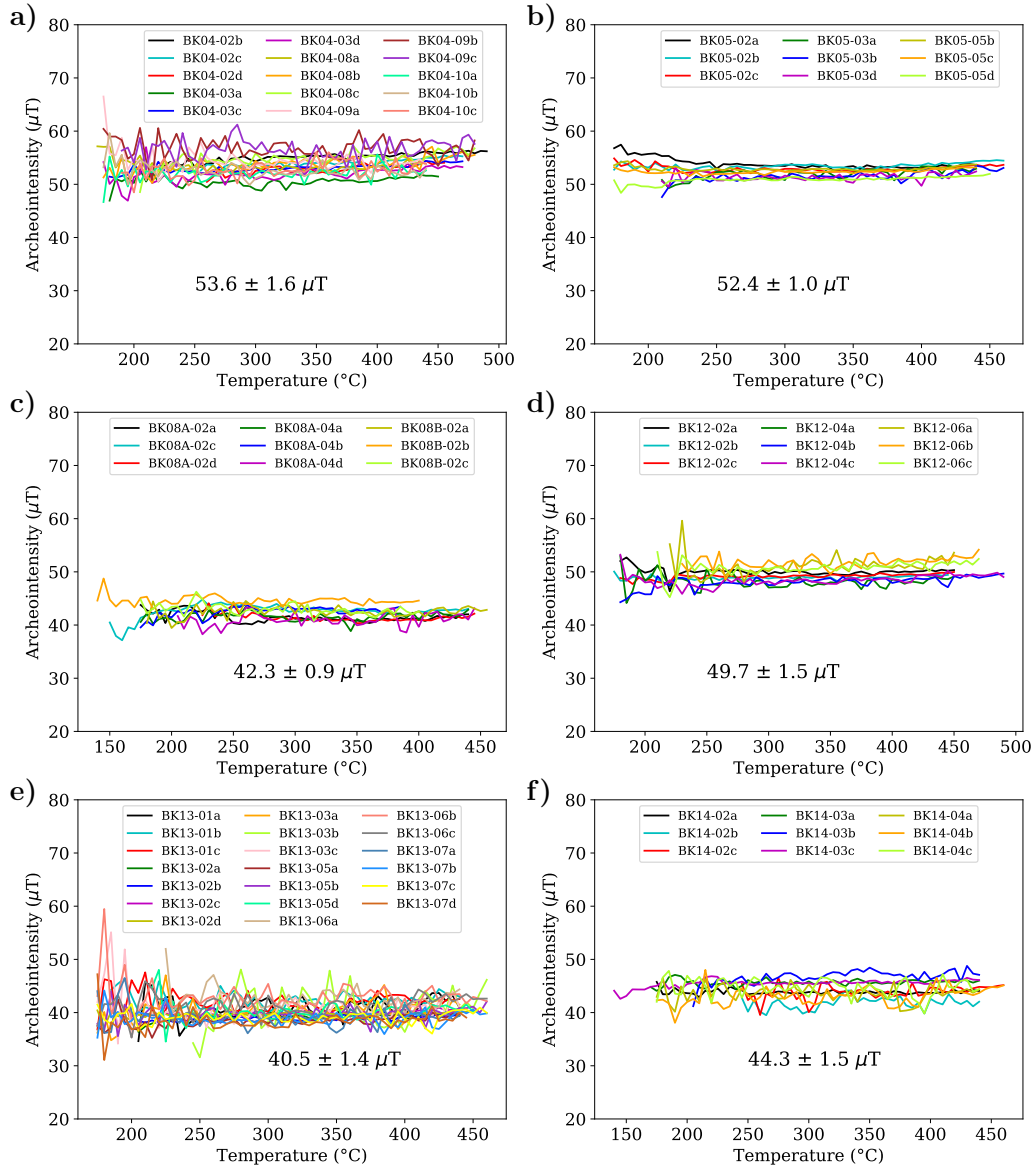 a)
80
70
60
50
40
30
20
Archeointensity (μT)
BK04-02b BK04-03d BK04-09b
BK04-02c BK04-08a BK04-09c
BK04-02d BK04-08b BK04-10a
BK04-03a BK04-08c BK04-10b
BK04-03c BK04-09a BK04-10c
53.6 ± 1.6 μT
200 250 300 350 400 450 500
Temperature (°C)
b)
80
70
60
50
40
30
20
Archeointensity (μT)
BK05-02a BK05-03a BK05-05b
BK05-02b BK05-03b BK05-05c
BK05-02c BK05-03d BK05-05d
52.4 ± 1.0 μT
200 250 300 350 400 450
Temperature (°C)
c)
80
70
60
50
40
30
20
Archeointensity (μT)
BK08A-02a BK08A-04a BK08B-02a
BK08A-02c BK08A-04b BK08B-02b
BK08A-02d BK08A-04d BK08B-02c
42.3 ± 0.9 μT
150 200 250 300 350 400 450
Temperature (°C)
d)
80
70
60
50
40
30
20
Archeointensity (μT)
BK12-02a BK12-04a BK12-06a
BK12-02b BK12-04b BK12-06b
BK12-02c BK12-04c BK12-06c
49.7 ± 1.5 μT
200 250 300 350 400 450 500
Temperature (°C)
e)
80
70
60
50
40
30
20
Archeointensity (μT)
BK13-01a BK13-03a BK13-06b
BK13-01b BK13-03b BK13-06c
BK13-01c BK13-03c BK13-07a
BK13-02a BK13-05a BK13-07b
BK13-02b BK13-05b BK13-07c
BK13-02c BK13-05d BK13-07d
BK13-02d BK13-06a
40.5 ± 1.4 μT
200 250 300 350 400 450
Temperature (°C)
f)
80
70
60
50
40
30
20
Archeointensity (μT)
BK14-02a BK14-03a BK14-04a
BK14-02b BK14-03b BK14-04b
BK14-02c BK14-03c BK14-04c
44.3 ± 1.5 μT
150 200 250 300 350 400 450
Temperature (°C)